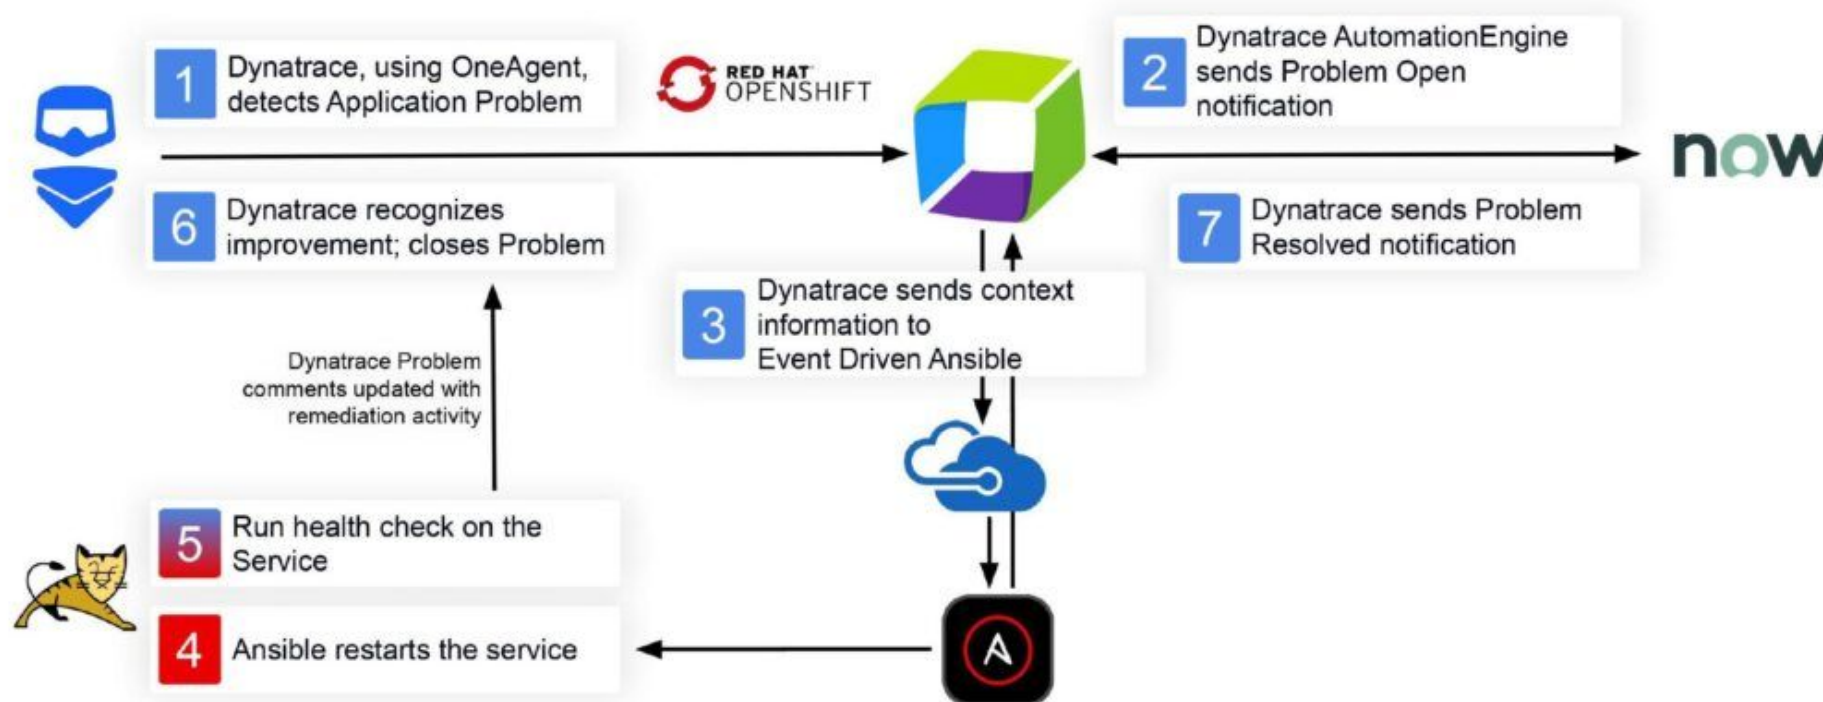 1
Dynatrace, using OneAgent,
detects Application Problem
RED HAT
OPENSHIFT
2
Dynatrace AutomationEngine
sends Problem Open
notification
now
6
Dynatrace recognizes
improvement; closes Problem
7
Dynatrace sends Problem
Resolved notification
3
Dynatrace sends context
information to
Event Driven Ansible
Dynatrace Problem
comments updated with
remediation activity
5
Run health check on the
Service
4
Ansible restarts the service
A